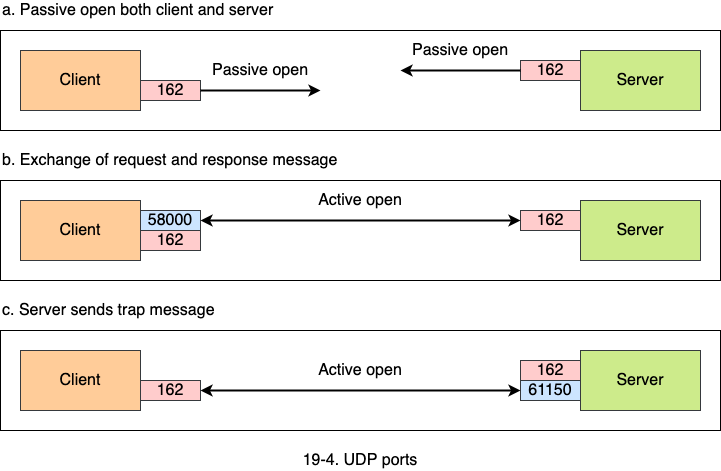 a. Passive open both client and server
Passive open
Client
162
Passive open
162
Server
b. Exchange of request and response message
Client
58000
162
Active open
162
Server
c. Server sends trap message
Client
162
Active open
162
61150
Server
19-4. UDP ports